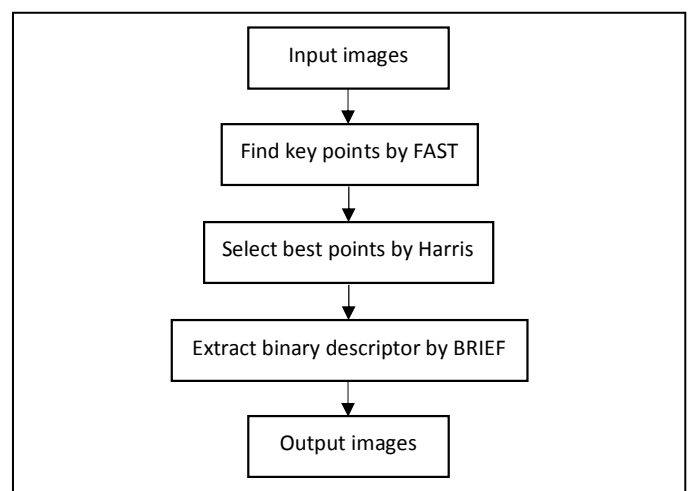 Input images
Find key points by FAST
Select best points by Harris
Extract binary descriptor by BRIEF
Output images